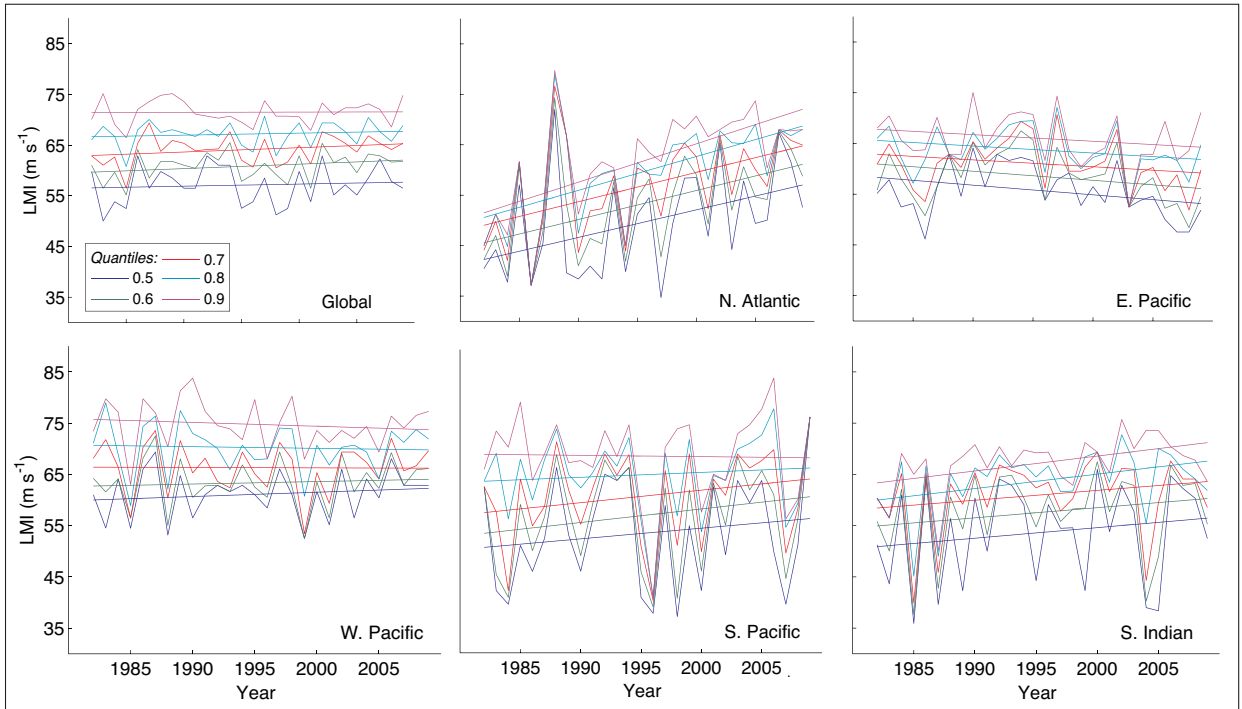 85
75
65
55
45
35
LMI (m s⁻¹)
Quantiles:
0.5
0.6
0.7
0.8
0.9
Global
N. Atlantic
E. Pacific
85
75
65
55
45
35
LMI (m s⁻¹)
W. Pacific
S. Pacific
S. Indian
1985 1990 1995 2000 2005
1985 1990 1995 2000 2005
1985 1990 1995 2000 2005
Year
Year
Year